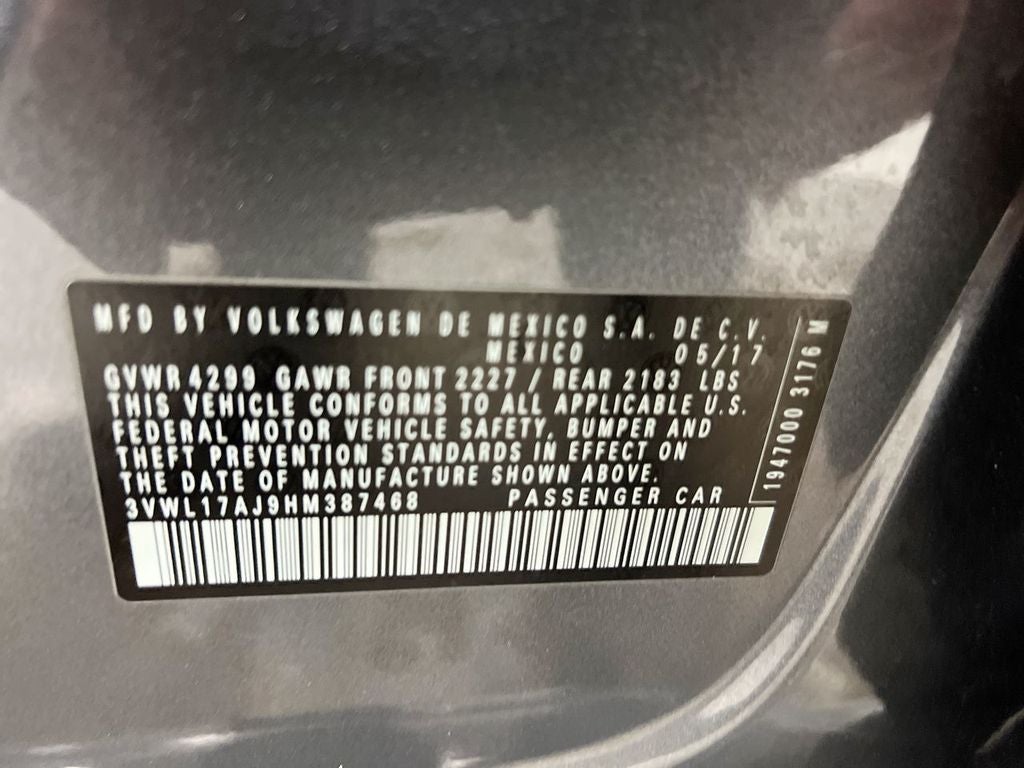 MFD BY VOLKSWAGEN DE MEXICO S.A. DE C.V.
MEXICO 05/17
GVWR 4299 GAWR FRONT 2227 / REAR 2183 LBS
THIS VEHICLE CONFORMS TO ALL APPLICABLE U.S.
FEDERAL MOTOR VEHICLE SAFETY, BUMPER AND
THEFT PREVENTION STANDARDS IN EFFECT ON
THE DATE OF MANUFACTURE SHOWN ABOVE.
3VWL17AJ9HM387468 PASSENGER CAR
1947000 3176 M